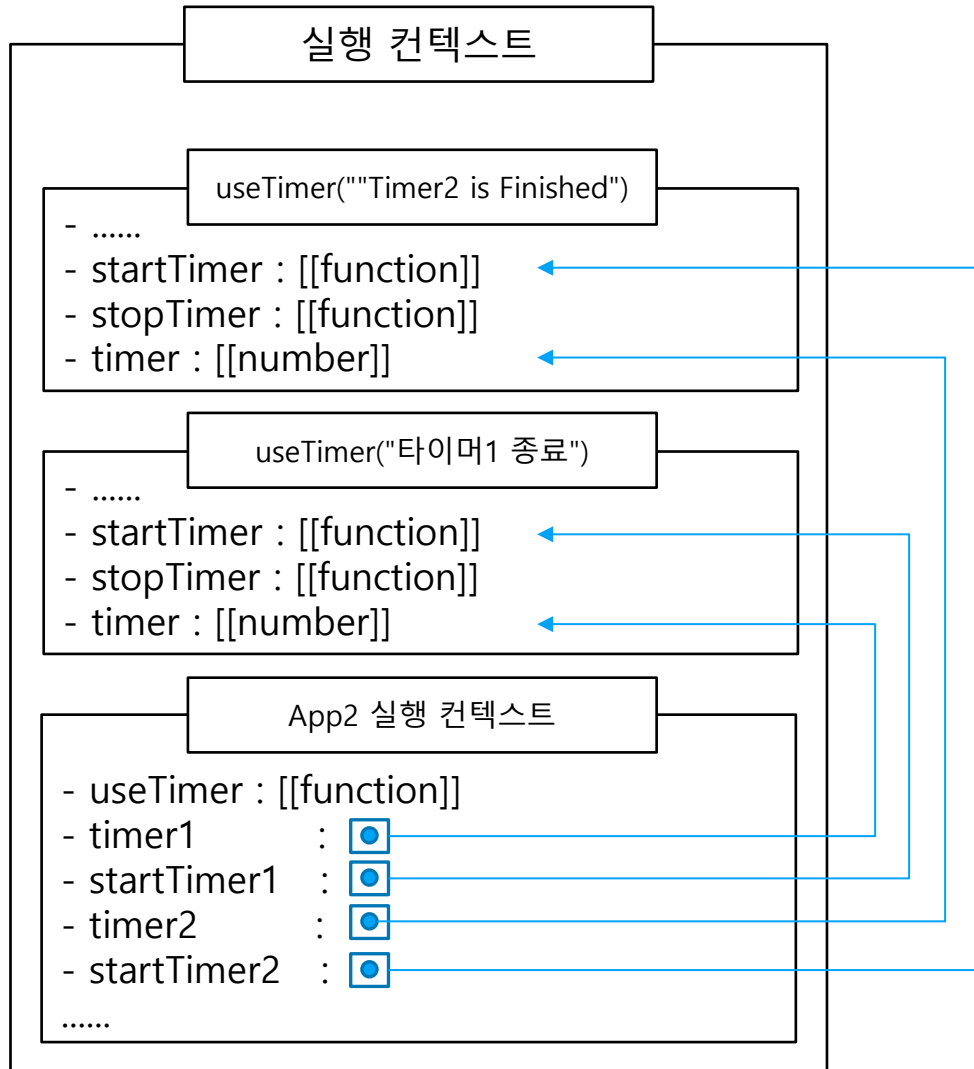 실행 컨텍스트
useTimer(""Timer2 is Finished")
- ......
- startTimer : [[function]]
- stopTimer : [[function]]
- timer : [[number]]
useTimer("타이머1 종료")
- ......
- startTimer : [[function]]
- stopTimer : [[function]]
- timer : [[number]]
App2 실행 컨텍스트
- useTimer : [[function]]
- timer1 :
- startTimer1 :
- timer2 :
- startTimer2 :
......